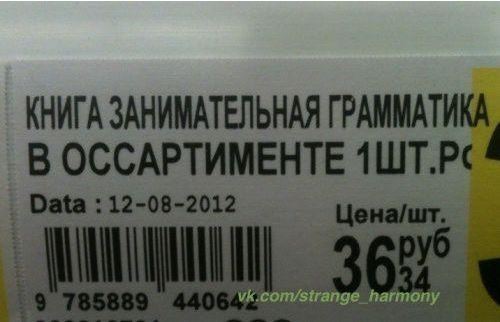 КНИГА ЗАНИМАТЕЛЬНАЯ ГРАММАТИКА
В ОССАРТИМЕНТЕ 1ШТ.Рос
Data : 12-08-2012
Цена/шт.
36 руб
34
9 785889 440642
vk.com/strange_harmony